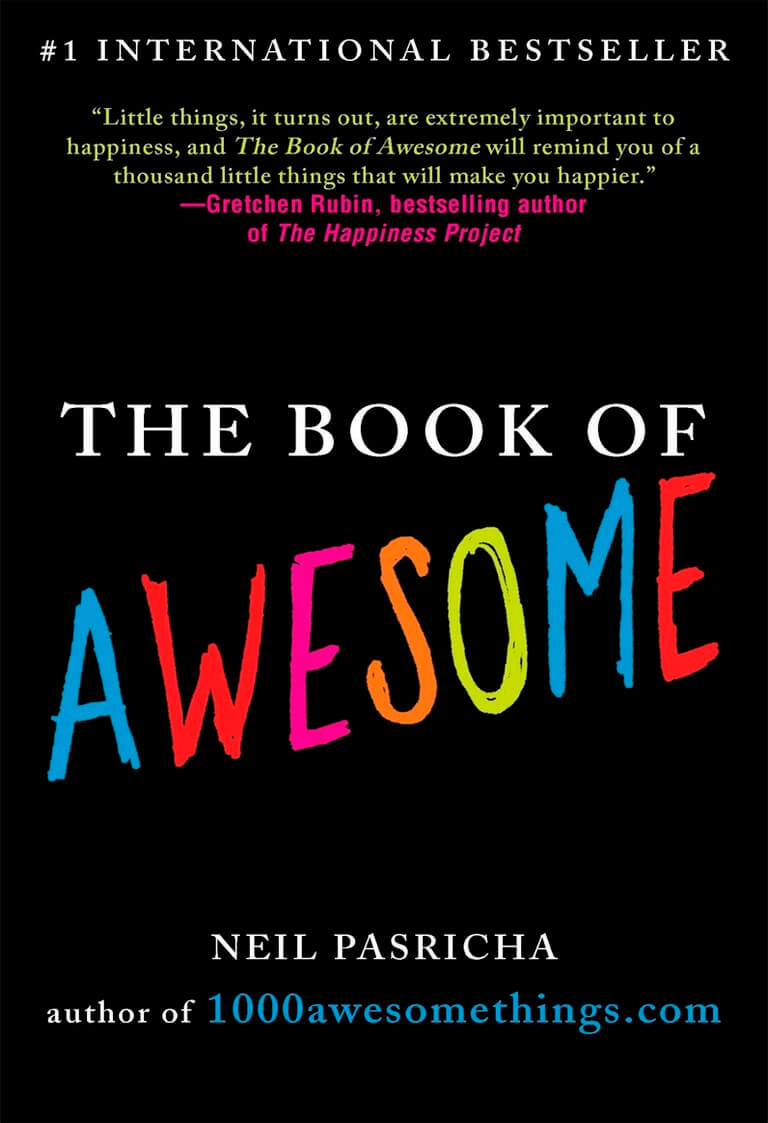 #1 INTERNATIONAL BESTSELLER
“Little things, it turns out, are extremely important to
happiness, and The Book of Awesome will remind you of a
thousand little things that will make you happier.”
—Gretchen Rubin, bestselling author
of The Happiness Project
THE BOOK OF
AWESOME
NEIL PASRICHA
author of 1000awesomethings.com